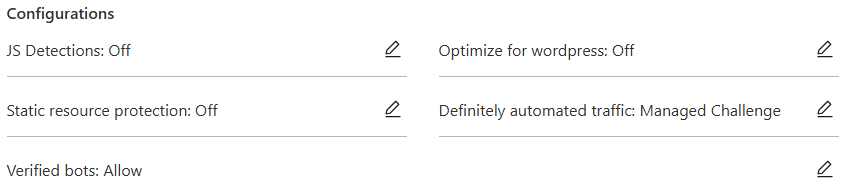 Configurations
JS Detections: Off
Optimize for wordpress: Off
Static resource protection: Off
Definitely automated traffic: Managed Challenge
Verified bots: Allow